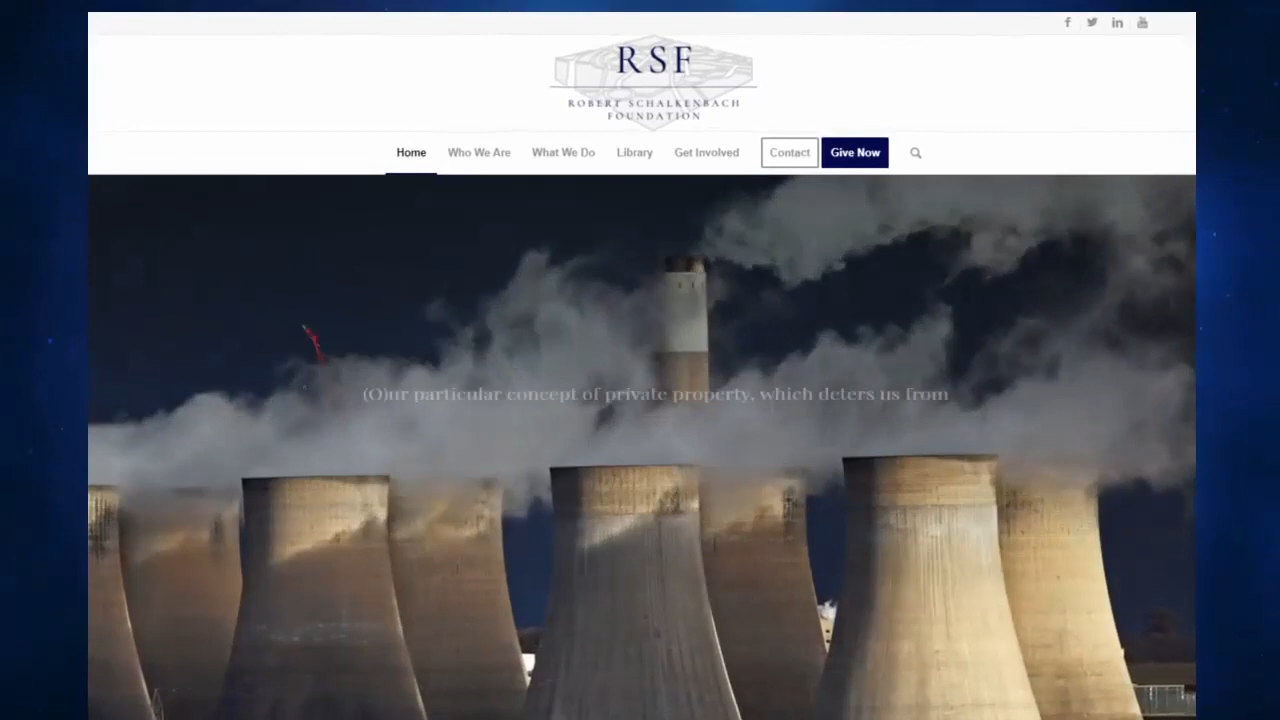 RSF
ROBERT SCHALKENBACH
FOUNDATION
Home Who We Are What We Do Library Get Involved Contact Give Now
(O)ur particular concept of private property, which deters us from